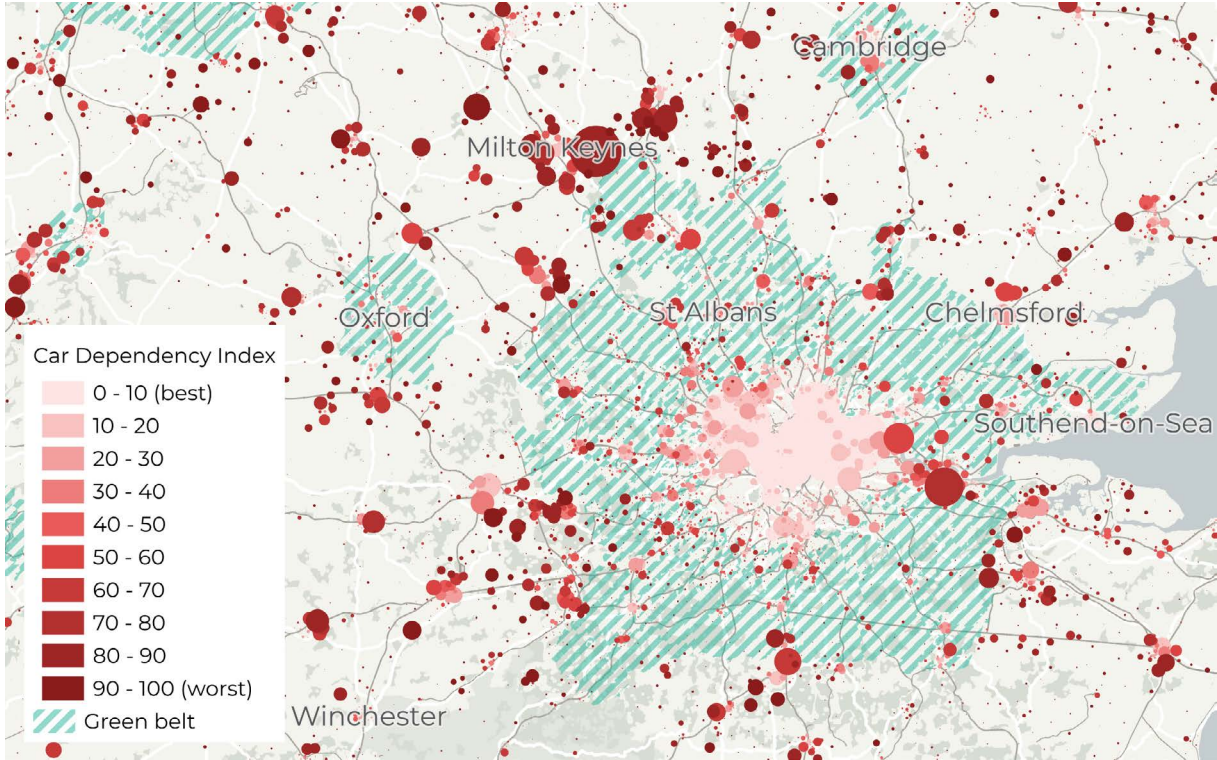 Cambridge
Milton Keynes
Oxford
St Albans
Chelmsford
Southend-on-Sea
Winchester
Car Dependency Index
0 - 10 (best)
10 - 20
20 - 30
30 - 40
40 - 50
50 - 60
60 - 70
70 - 80
80 - 90
90 - 100 (worst)
Green belt